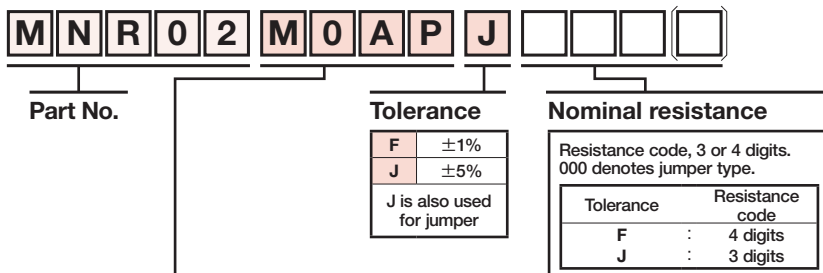 M N R 0 2 M 0 A P J
Part No.
Tolerance
F ±1%
J ±5%
J is also used
for jumper
Nominal resistance
Resistance code, 3 or 4 digits.
000 denotes jumper type.
Tolerance Resistance
code
F : 4 digits
J : 3 digits